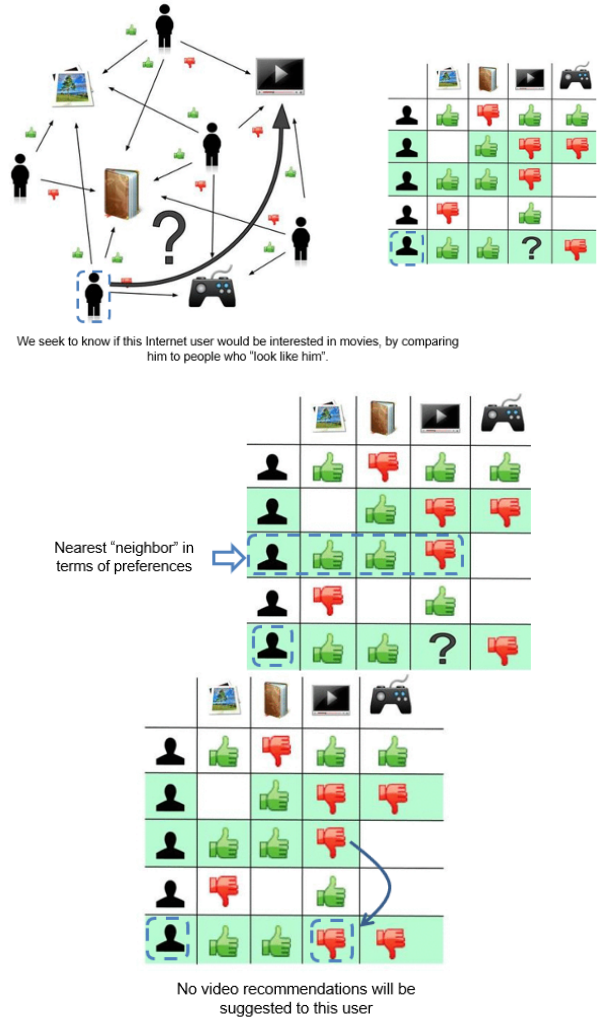 ?
?
We seek to know if this Internet user would be interested in movies, by comparing
him to people who “look like him”.
Nearest “neighbor” in
terms of preferences
?
No video recommendations will be
suggested to this user